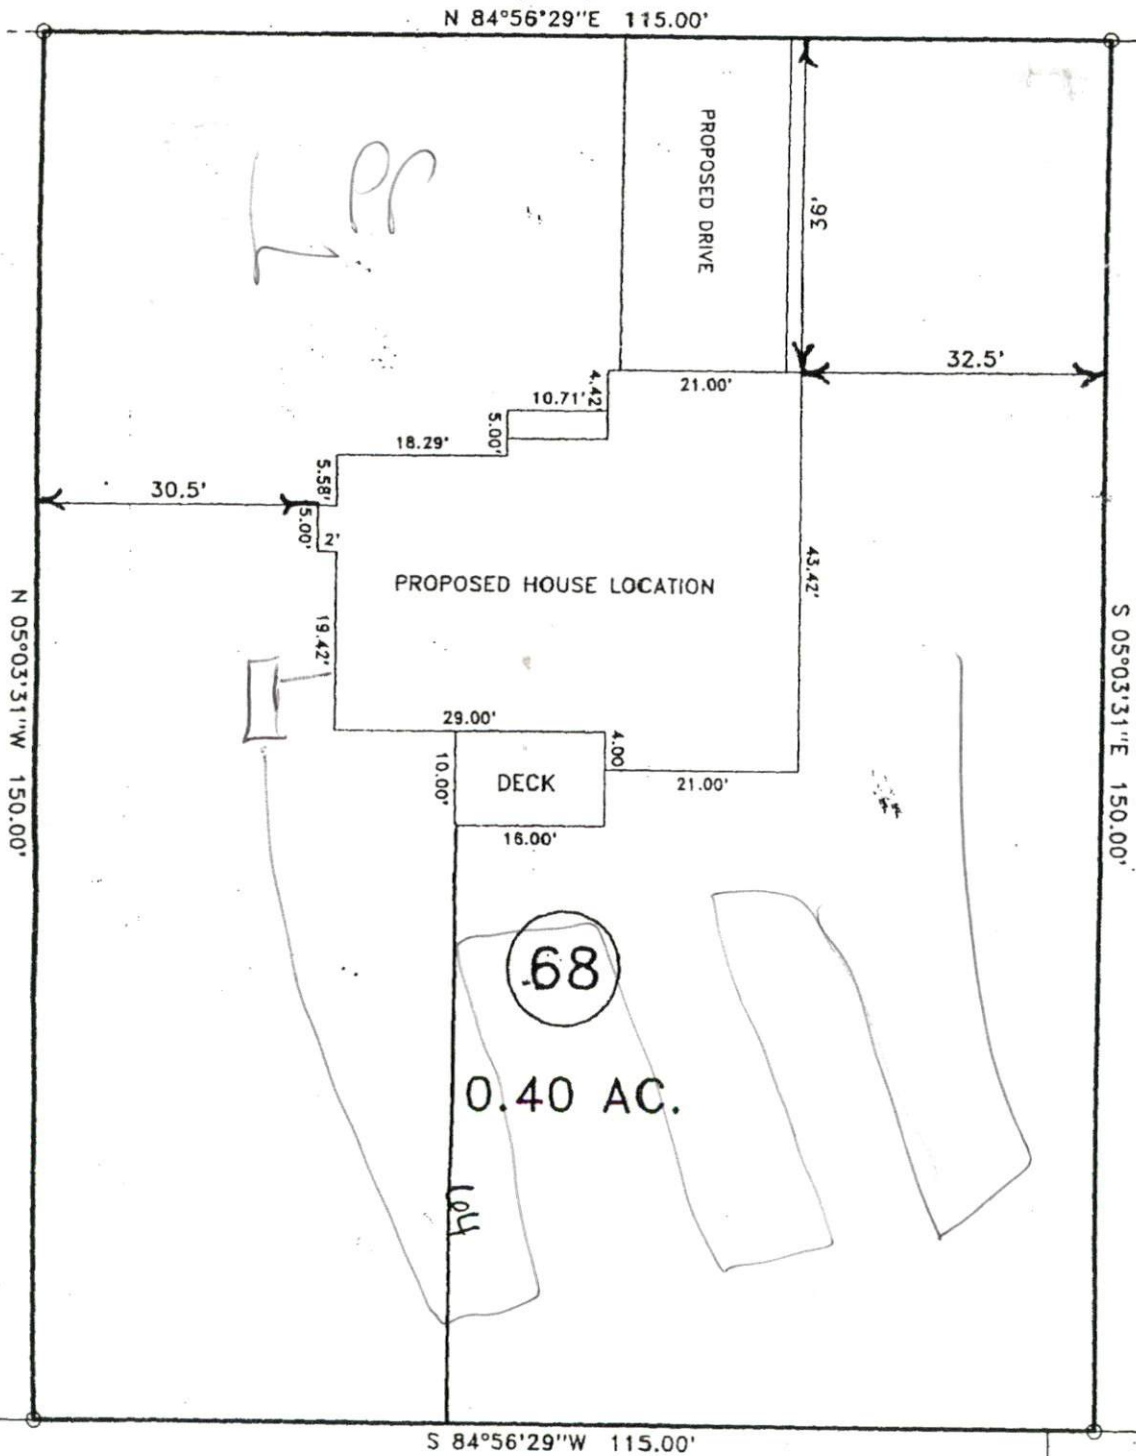 N 84°56'29"E 115.00'
PROPOSED DRIVE
36'
32.5'
21.00'
4.42'
10.71'
5.00'
18.29'
5.58'
30.5'
5.00'
2'
43.42'
PROPOSED HOUSE LOCATION
19.42'
N 05°03'31"W 150.00'
S 05°03'31"E 150.00'
29.00'
4.00
10.00'
DECK
21.00'
16.00'
68
0.40 AC.
64
S 84°56'29"W 115.00'